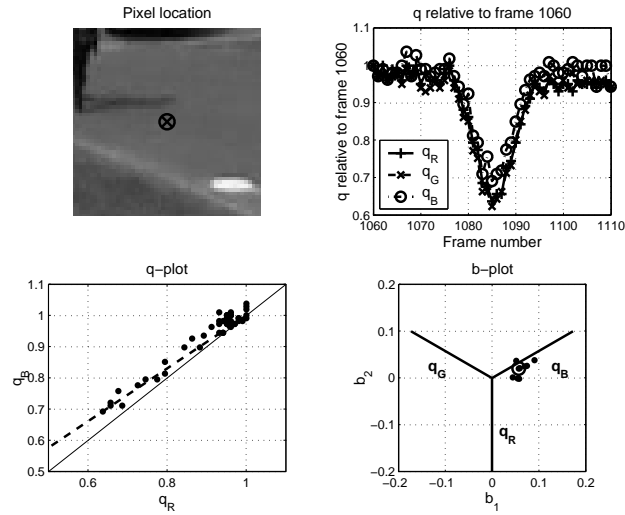 Pixel location
q relative to frame 1060
q relative to frame 1060
1.1
1
0.9
0.8
0.7
0.6
q_R
q_G
q_B
1060 1070 1080 1090 1100 1110
Frame number
q−plot
q_B
1.1
1
0.9
0.8
0.7
0.6
0.5
0.6 0.8 1
q_R
b−plot
b_2
0.2
0.1
0
−0.1
−0.2
q_G
q_B
q_R
−0.2 −0.1 0 0.1 0.2
b_1